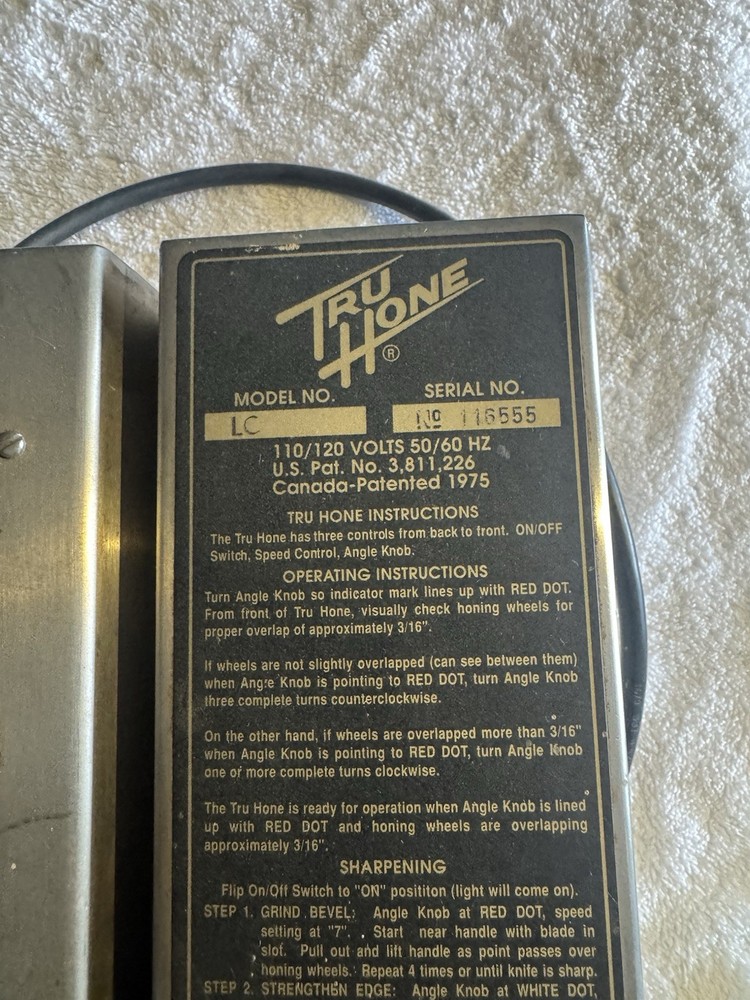 TRU
HONE
®
MODEL NO. SERIAL NO.
LC No 116555
110/120 VOLTS 50/60 HZ
U.S. Pat. No. 3,811,226
Canada-Patented 1975
TRU HONE INSTRUCTIONS
The Tru Hone has three controls from back to front. ON/OFF
Switch, Speed Control, Angle Knob.
OPERATING INSTRUCTIONS
Turn Angle Knob so indicator mark lines up with RED DOT.
From front of Tru Hone, visually check honing wheels for
proper overlap of approximately 3/16".
If wheels are not slightly overlapped (can see between them)
when Angle Knob is pointing to RED DOT, turn Angle Knob
three complete turns counterclockwise.
On the other hand, if wheels are overlapped more than 3/16"
when Angle Knob is pointing to RED DOT, turn Angle Knob
one or more complete turns clockwise.
The Tru Hone is ready for operation when Angle Knob is lined
up with RED DOT and honing wheels are overlapping
approximately 3/16".
SHARPENING
Flip On/Off Switch to "ON" posititon (light will come on).
STEP 1. GRIND BEVEL: Angle Knob at RED DOT, speed
setting at "7". Start near handle with blade in
slot. Pull out and lift handle as point passes over
honing wheels. Repeat 4 times or until knife is sharp.
STEP 2. STRENGTHEN EDGE: Angle Knob at WHITE DOT,